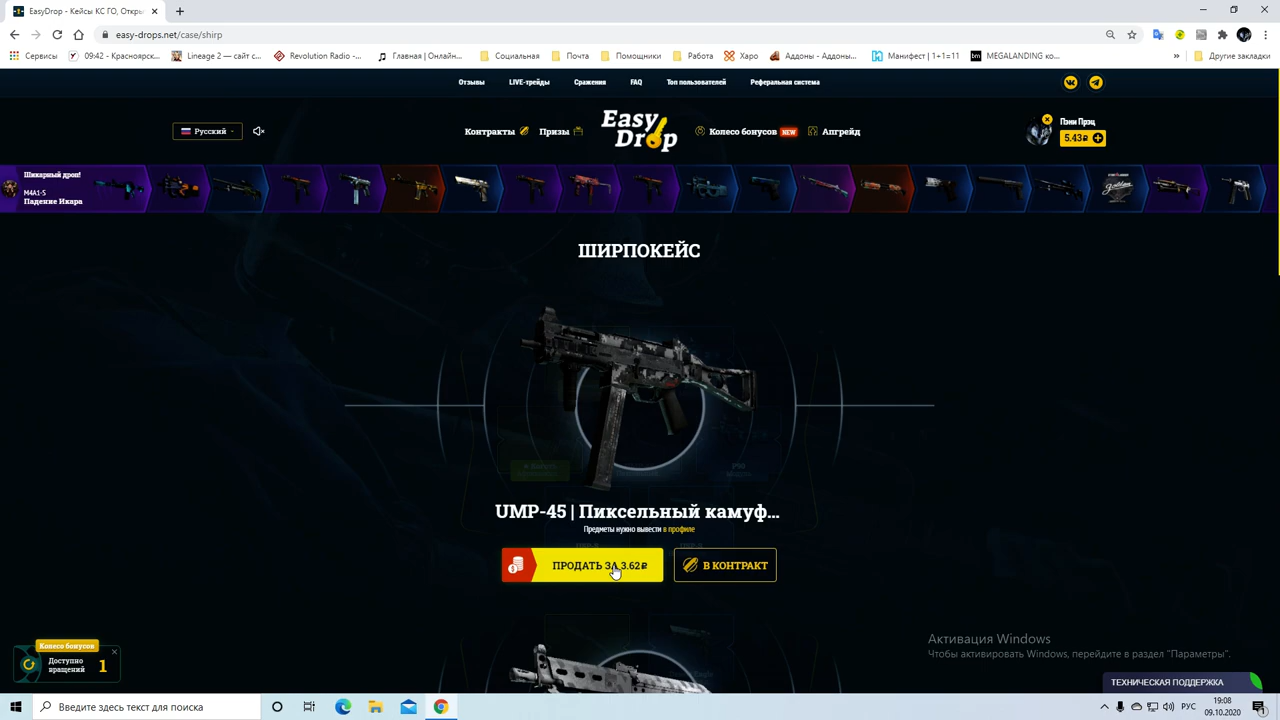 EasyDrop - Кейсы КС ГО, Откры
easy-drops.net/case/shirp
Сервисы
09:42 - Красноярск...
Lineage 2 — сайт с...
Revolution Radio -...
Главная | Онлайн...
Социальная
Почта
Помощники
Работа
Харо
Аддоны - Аддоны...
Манифест | 1+1=11
MEGALANDING ко...
»
Другие закладки
Отзывы
LIVE-трейды
Сражения
FAQ
Топ пользователей
Реферальная система
Русский
Контракты
Призы
Easy Drop
Колесо бонусов NEW
Апгрейд
Пэни Прэц
5.43₽
Шикарный дроп!
M4A1-S
Падение Икара
ШИРПОКЕЙС
UMP-45 | Пиксельный камуф...
Предметы нужно вывести в профиле
ПРОДАТЬ ЗА 3.62₽
В КОНТРАКТ
Колесо бонусов
Доступно
вращений
1
Активация Windows
Чтобы активировать Windows, перейдите в раздел "Параметры".
ТЕХНИЧЕСКАЯ ПОДДЕРЖКА
Введите здесь текст для поиска
РУС
19:08
09.10.2020